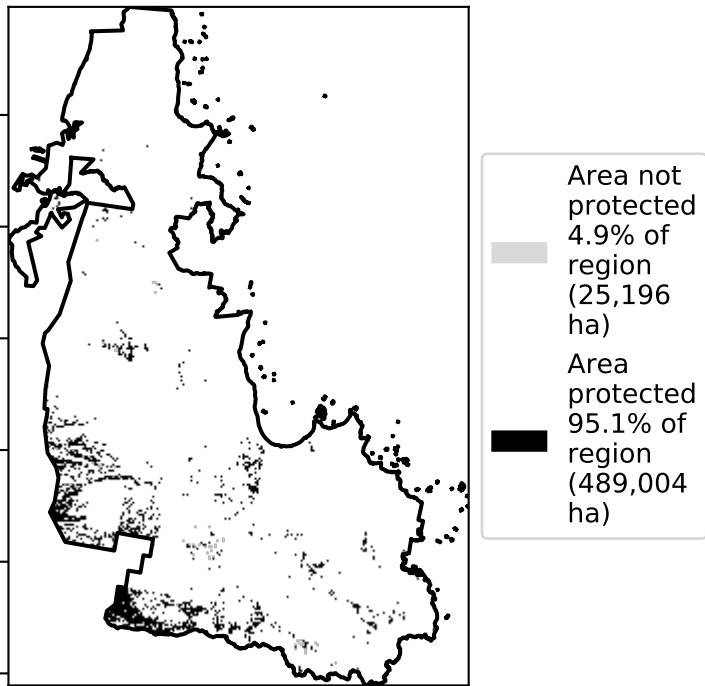 Area not
protected
4.9% of
region
(25,196
ha)
Area
protected
95.1% of
region
(489,004
ha)